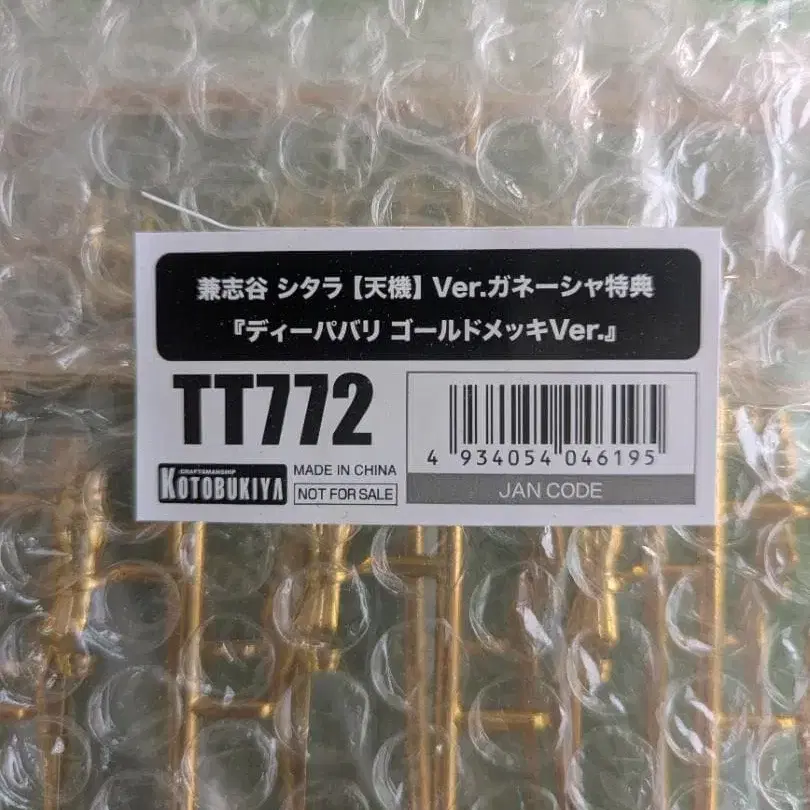 兼志谷 シタラ【天機】Ver.ガネーシャ特典
『ディーパバリ ゴールドメッキVer.』
TT772
CRAFTSMANSHIP
KOTOBUKIYA
MADE IN CHINA
NOT FOR SALE
4 934054 046195
JAN CODE